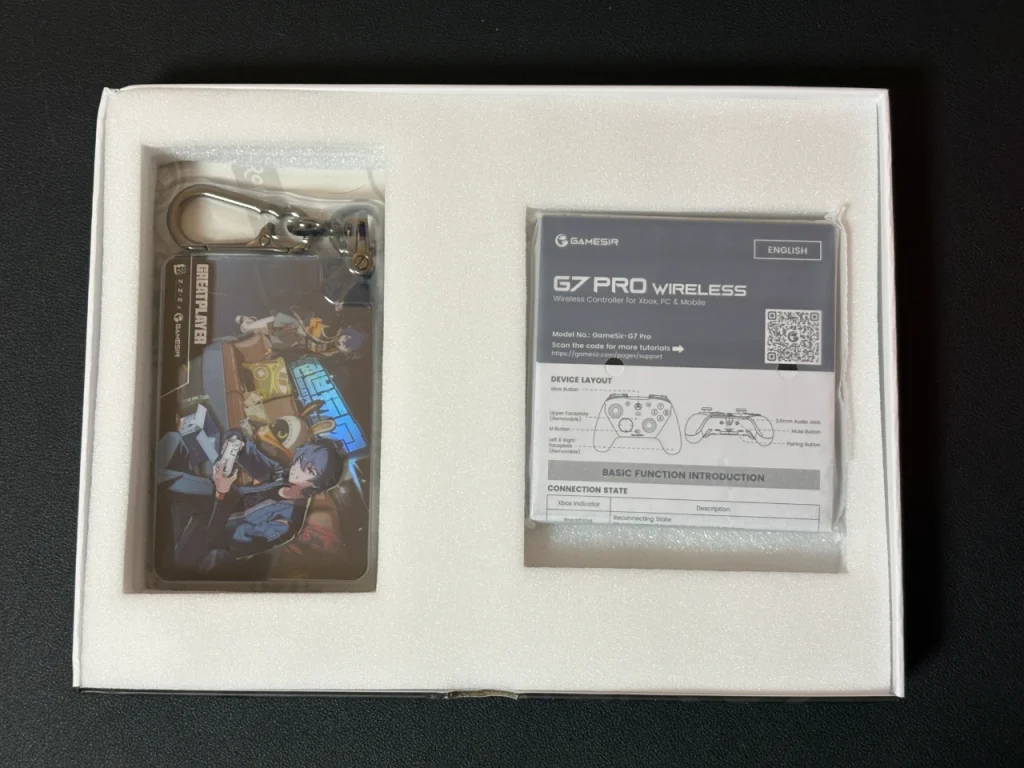 GREATPLAYER
Z Z Z x GAMESIR
GAMESIR
ENGLISH
G7 PRO WIRELESS
Wireless Controller for Xbox, PC & Mobile
Model No.: GameSir-G7 Pro
Scan the code for more tutorials
https://gamesir.com/pages/support
DEVICE LAYOUT
Xbox Button
Upper Faceplate
(Removable)
M Button
Left & Right
Faceplate
(Removable)
3.5mm Audio Jack
Mute Button
Pairing Button
BASIC FUNCTION INTRODUCTION
CONNECTION STATE
Xbox Indicator
Description
Breathing
Reconnecting State